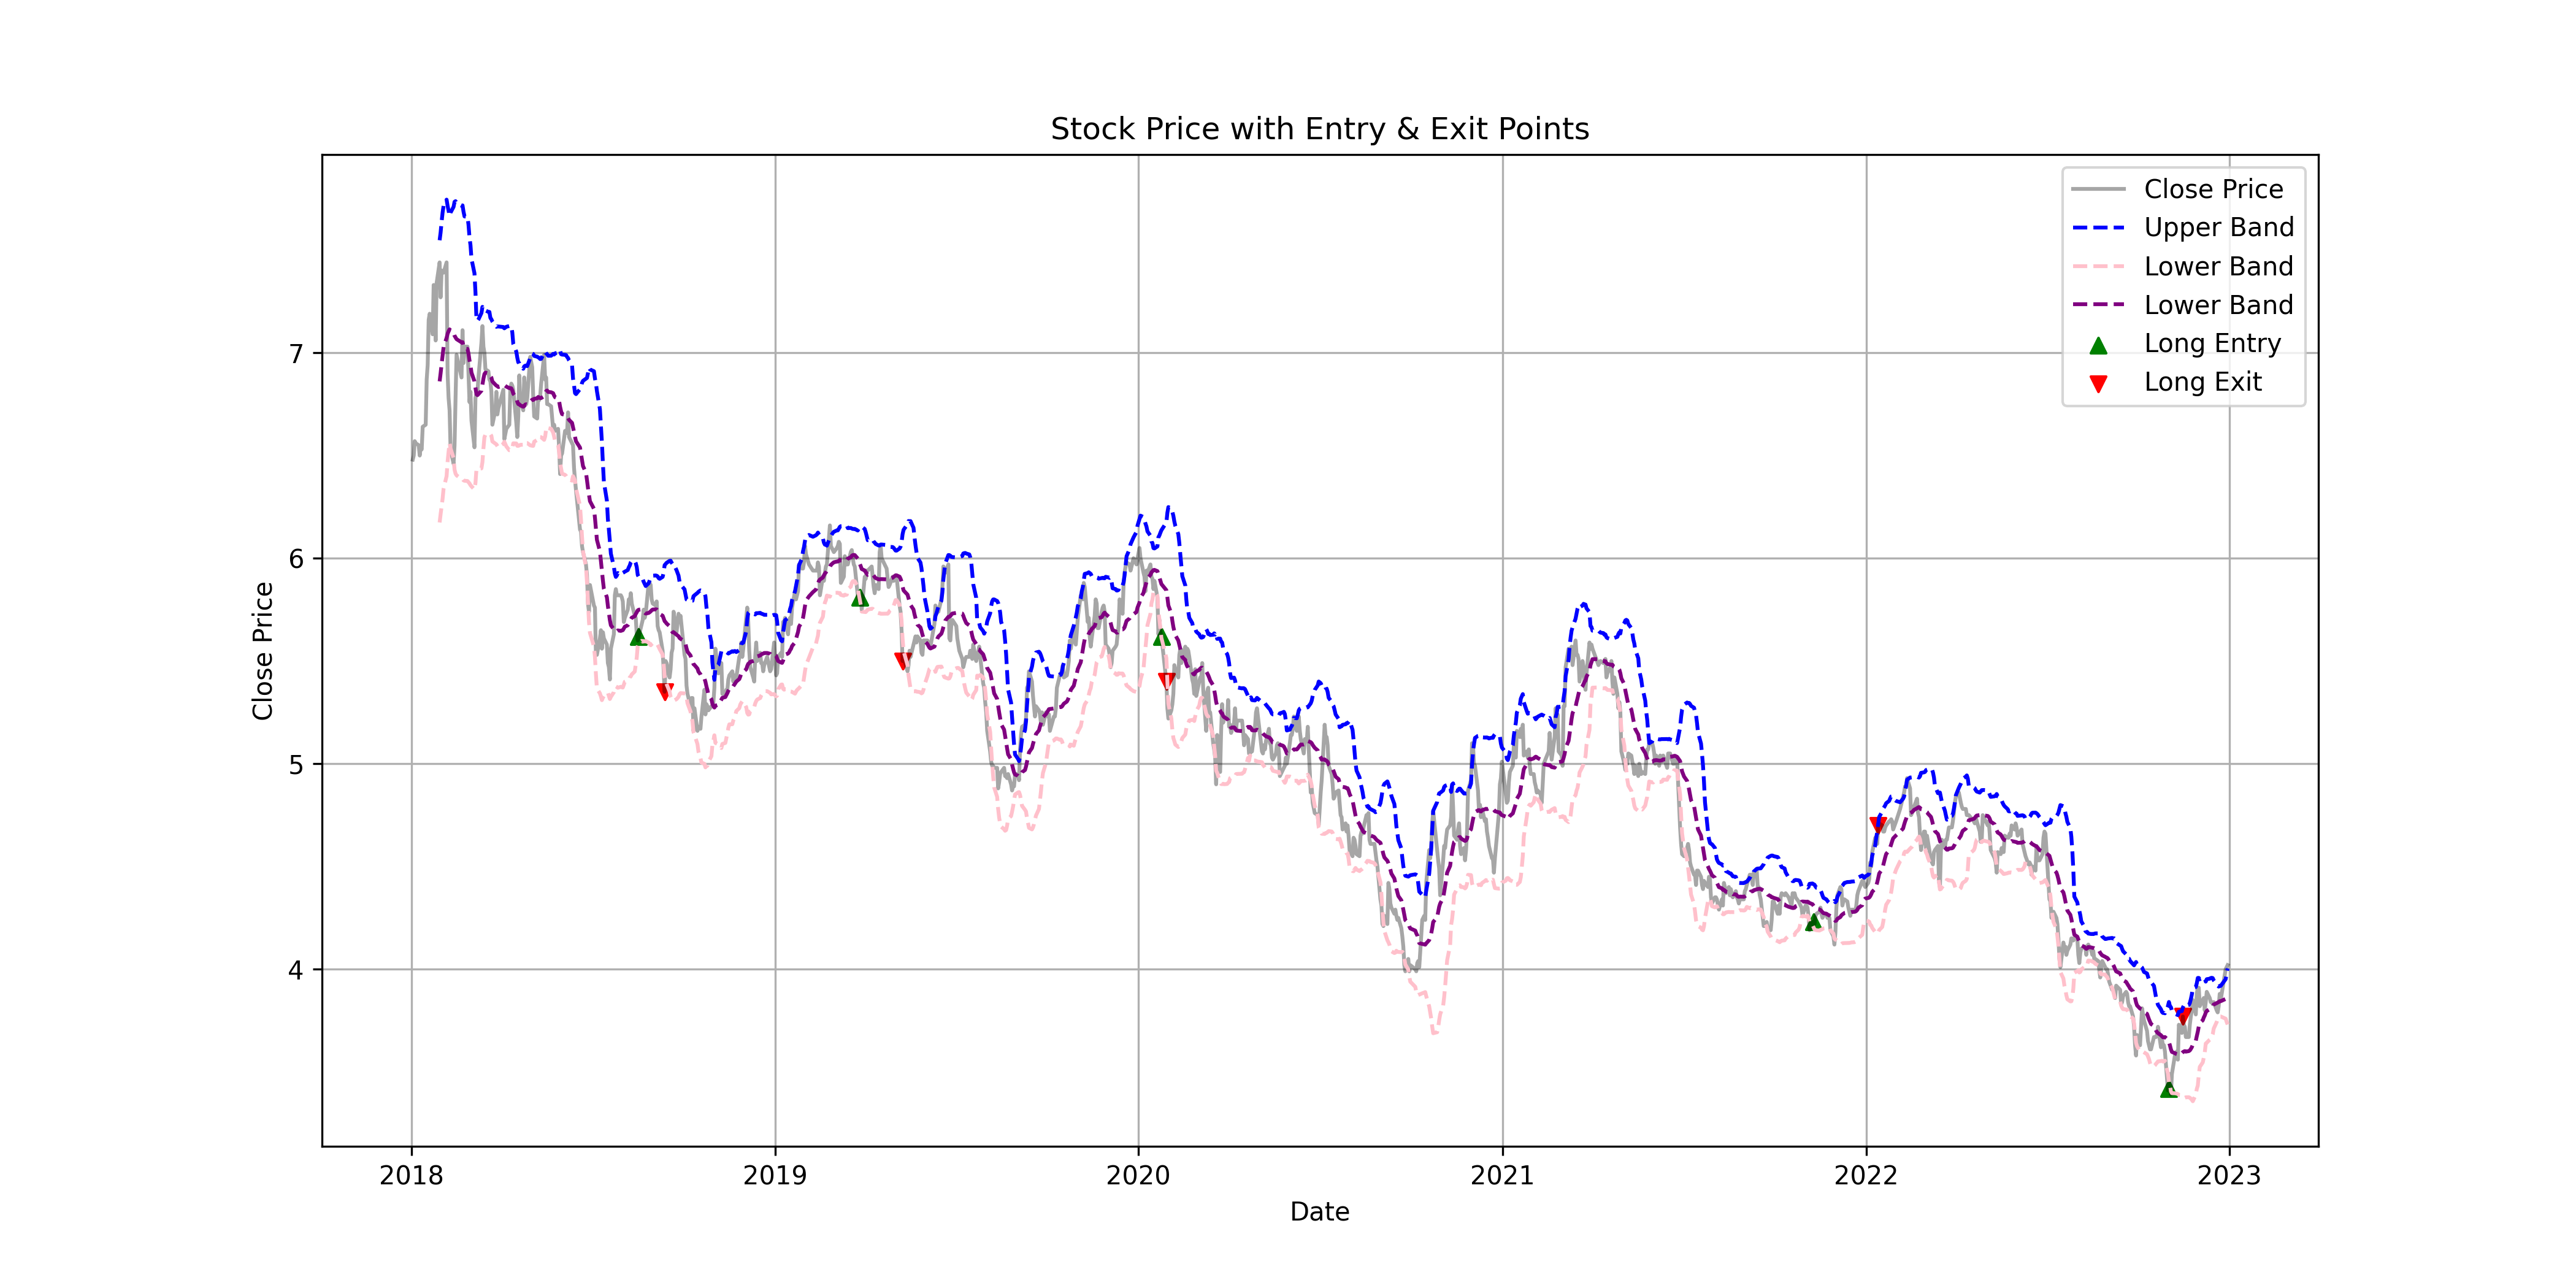 Stock Price with Entry & Exit Points
Close Price
Upper Band
Lower Band
Lower Band
Long Entry
Long Exit
Close Price
7
6
5
4
2018
2019
2020
2021
2022
2023
Date